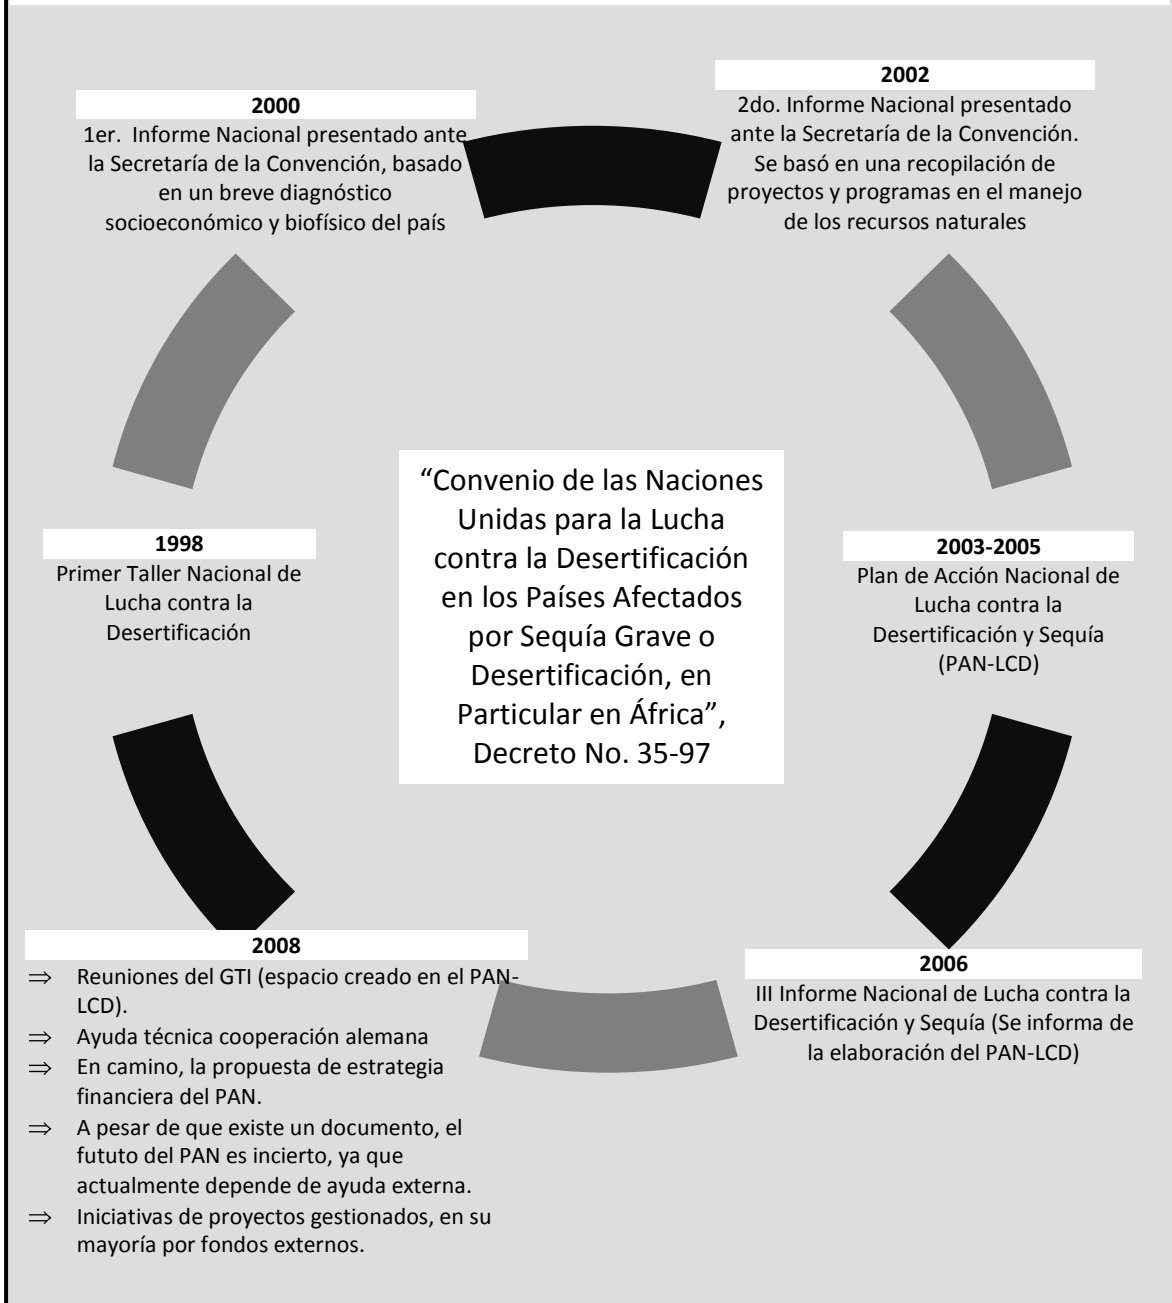 2000
1er. Informe Nacional presentado ante
la Secretaría de la Convención, basado
en un breve diagnóstico
socioeconómico y biofísico del país
2002
2do. Informe Nacional presentado
ante la Secretaría de la Convención.
Se basó en una recopilación de
proyectos y programas en el manejo
de los recursos naturales
1998
Primer Taller Nacional de
Lucha contra la
Desertificación
“Convenio de las Naciones
Unidas para la Lucha
contra la Desertificación
en los Países Afectados
por Sequía Grave o
Desertificación, en
Particular en África”,
Decreto No. 35-97
2003-2005
Plan de Acción Nacional de
Lucha contra la
Desertificación y Sequía
(PAN-LCD)
2008
⇒ Reuniones del GTI (espacio creado en el PAN-
LCD).
⇒ Ayuda técnica cooperación alemana
⇒ En camino, la propuesta de estrategia
financiera del PAN.
⇒ A pesar de que existe un documento, el
fututo del PAN es incierto, ya que
actualmente depende de ayuda externa.
⇒ Iniciativas de proyectos gestionados, en su
mayoría por fondos externos.
2006
III Informe Nacional de Lucha contra la
Desertificación y Sequía (Se informa de
la elaboración del PAN-LCD)